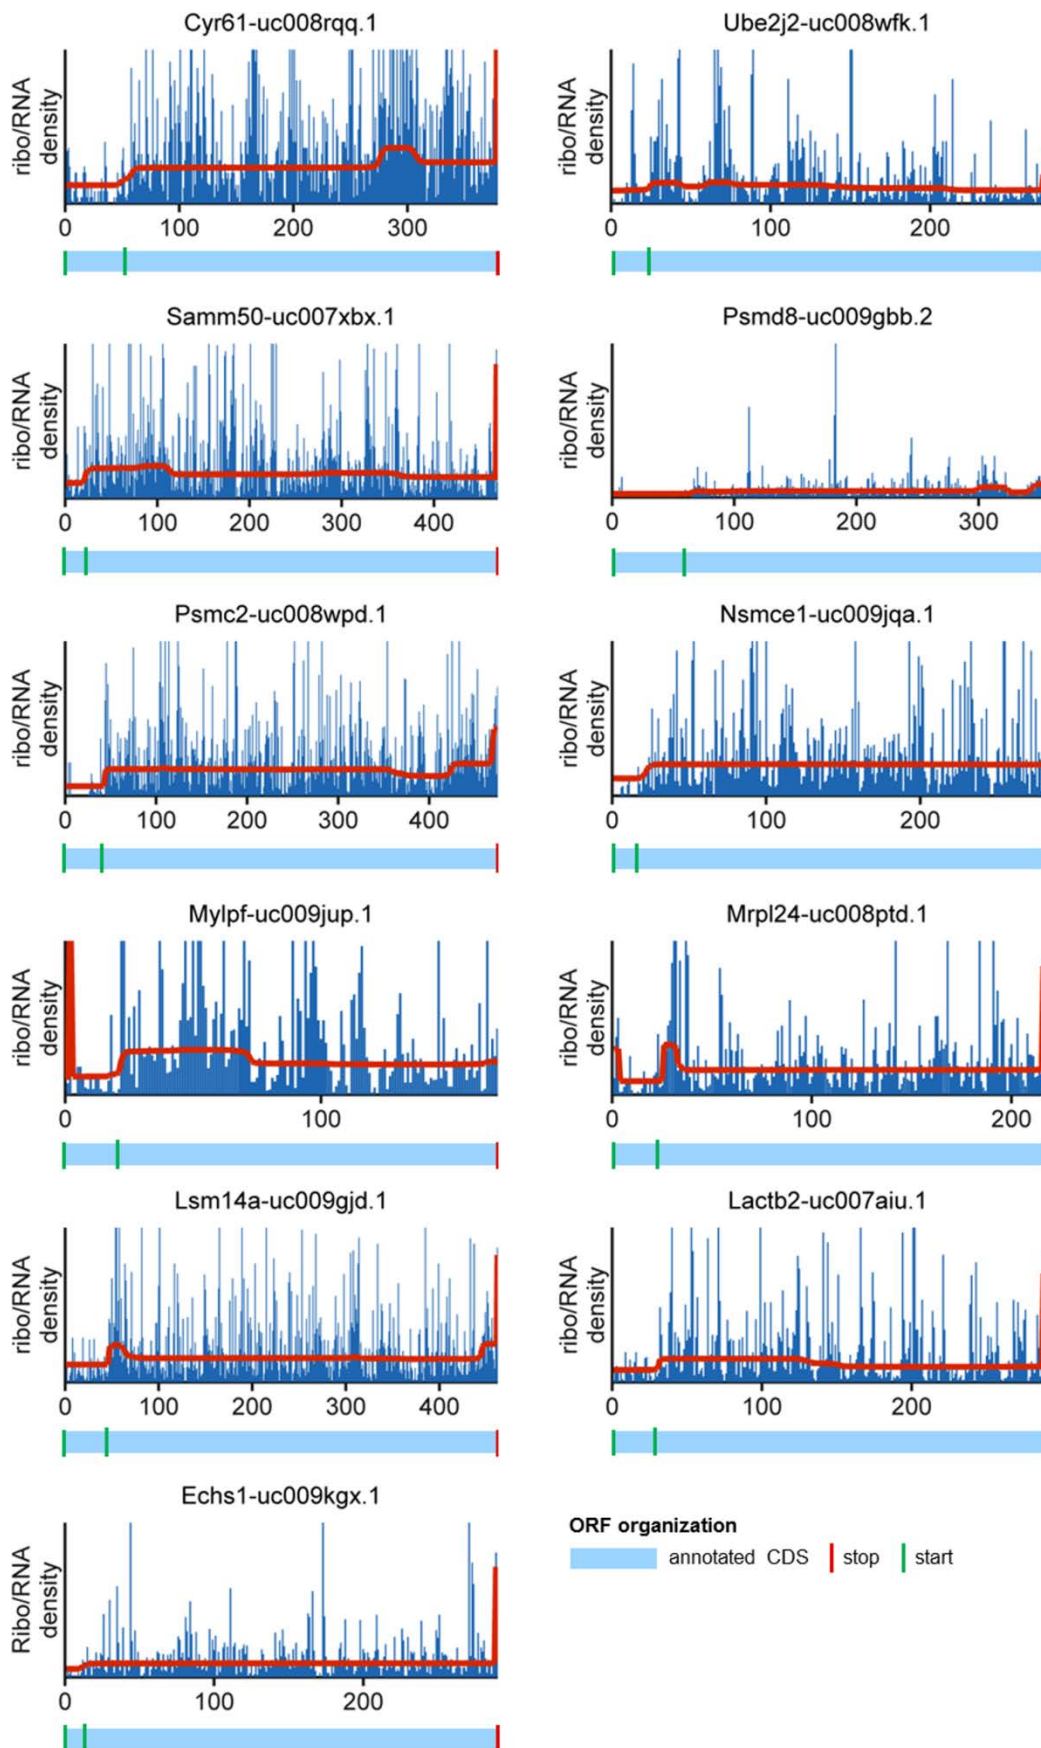 Cyr61-uc008rqq.1
ribo/RNA
density
0 100 200 300
Ube2j2-uc008wfk.1
ribo/RNA
density
0 100 200
Samm50-uc007xbx.1
ribo/RNA
density
0 100 200 300 400
Psmd8-uc009gbb.2
ribo/RNA
density
0 100 200 300
Psmc2-uc008wpd.1
ribo/RNA
density
0 100 200 300 400
Nsmce1-uc009jqa.1
ribo/RNA
density
0 100 200
Mylpf-uc009jup.1
ribo/RNA
density
0 100
Mrpl24-uc008ptd.1
ribo/RNA
density
0 100 200
Lsm14a-uc009gjd.1
ribo/RNA
density
0 100 200 300 400
Lactb2-uc007aiu.1
ribo/RNA
density
0 100 200
Echs1-uc009kgx.1
Ribo/RNA
density
0 100 200
ORF organization
annotated CDS stop start